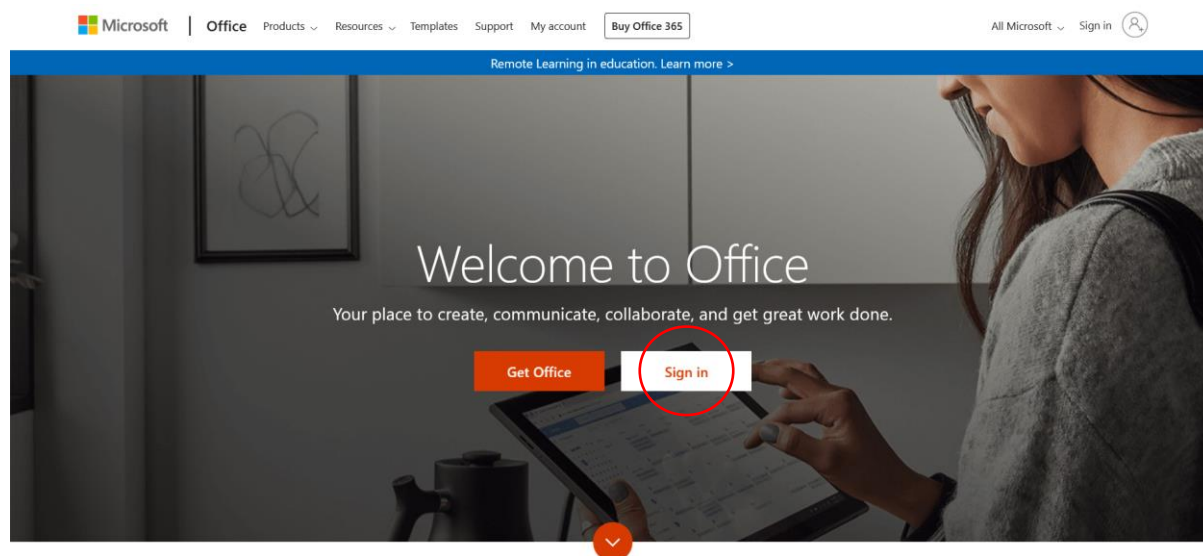 Microsoft Office Products Resources Templates Support My account Buy Office 365 All Microsoft Sign in
Remote Learning in education. Learn more >
Welcome to Office
Your place to create, communicate, collaborate, and get great work done.
Get Office Sign in